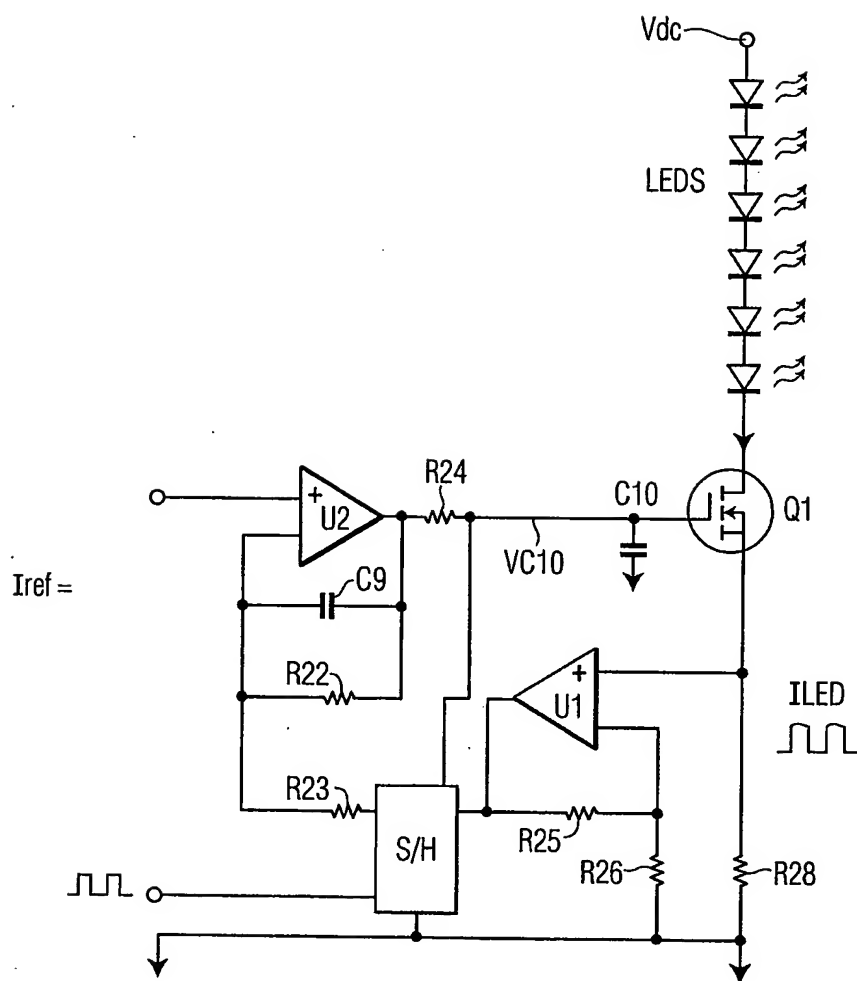 Vdc
LEDS
R24
C10
Q1
+
U2
VC10
Iref =
C9
R22
+
U1
ILED
R23
S/H
R25
R26
R28